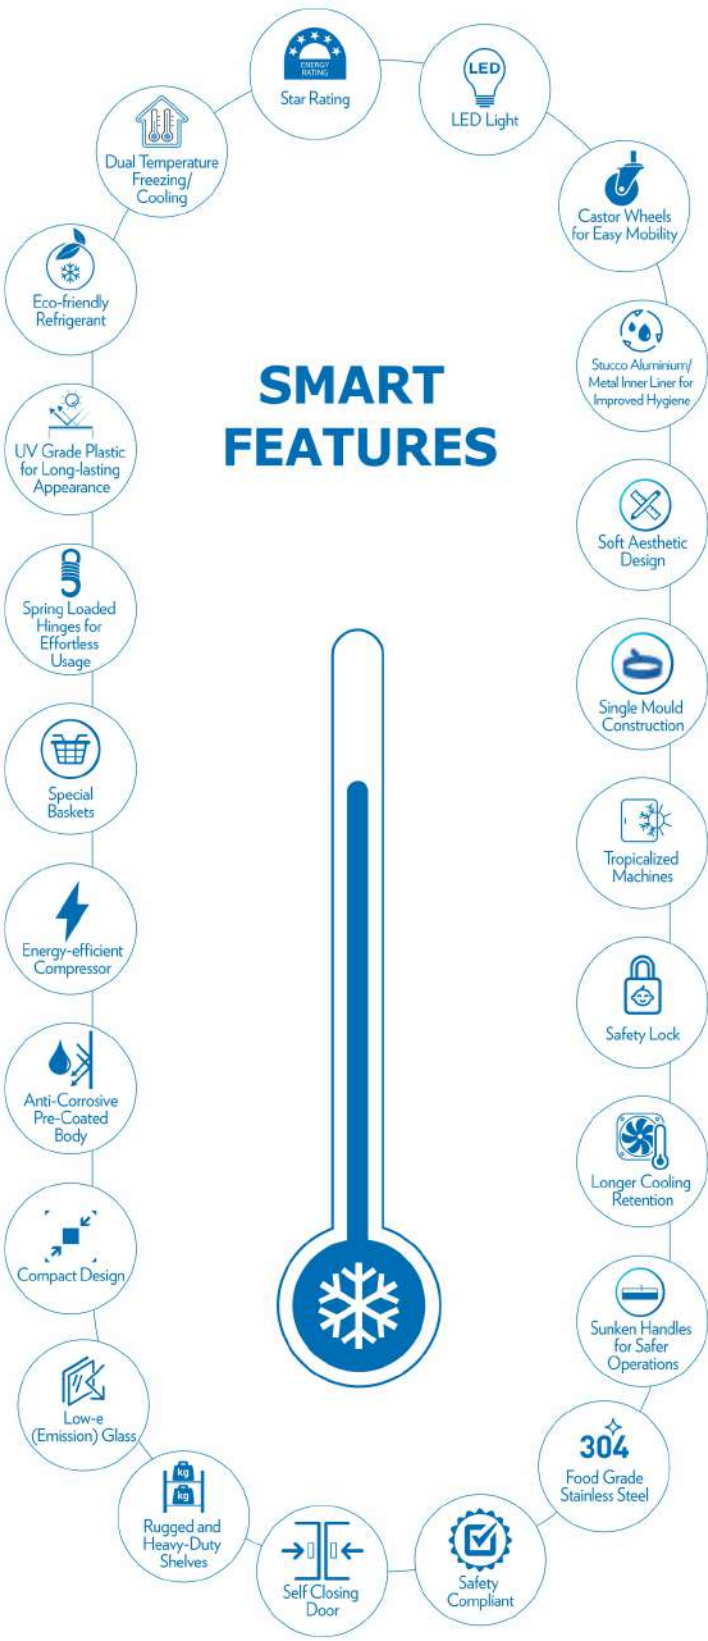 SMART
FEATURES
ENERGY
RATING
Star Rating
LED
LED Light
Castor Wheels
for Easy Mobility
Stucco Aluminium/
Metal Inner Liner for
Improved Hygiene
Soft Aesthetic
Design
Single Mould
Construction
Tropicalized
Machines
Safety Lock
Longer Cooling
Retention
Sunken Handles
for Safer
Operations
304
Food Grade
Stainless Steel
Safety
Compliant
Self Closing
Door
kg
kg
Rugged and
Heavy-Duty
Shelves
Low-e
(Emission) Glass
Compact Design
Anti-Corrosive
Pre-Coated
Body
Energy-efficient
Compressor
Special
Baskets
Spring Loaded
Hinges for
Effortless
Usage
UV Grade Plastic
for Long-lasting
Appearance
Eco-friendly
Refrigerant
Dual Temperature
Freezing/
Cooling